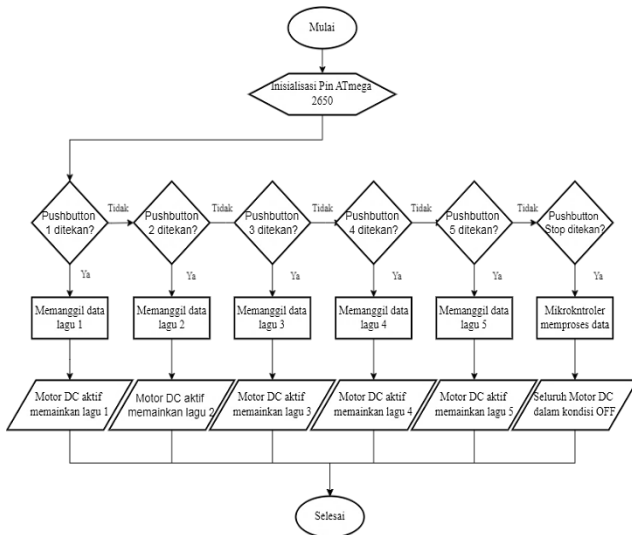 Mulai
Inisialisasi Pin ATmega
2650
Pushbutton
1 ditekan?
Tidak
Pushbutton
2 ditekan?
Tidak
Pushbutton
3 ditekan?
Tidak
Pushbutton
4 ditekan?
Tidak
Pushbutton
5 ditekan?
Tidak
Pushbutton
Stop ditekan?
Ya
Ya
Ya
Ya
Ya
Ya
Memanggil data
lagu 1
Memanggil data
lagu 2
Memanggil data
lagu 3
Memanggil data
lagu 4
Memanggil data
lagu 5
Mikrokntroler
memproses data
Motor DC aktif
memainkan lagu 1
Motor DC aktif
memainkan lagu 2
Motor DC aktif
memainkan lagu 3
Motor DC aktif
memainkan lagu 4
Motor DC aktif
memainkan lagu 5
Seluruh Motor DC
dalam kondisi OFF
Selesai